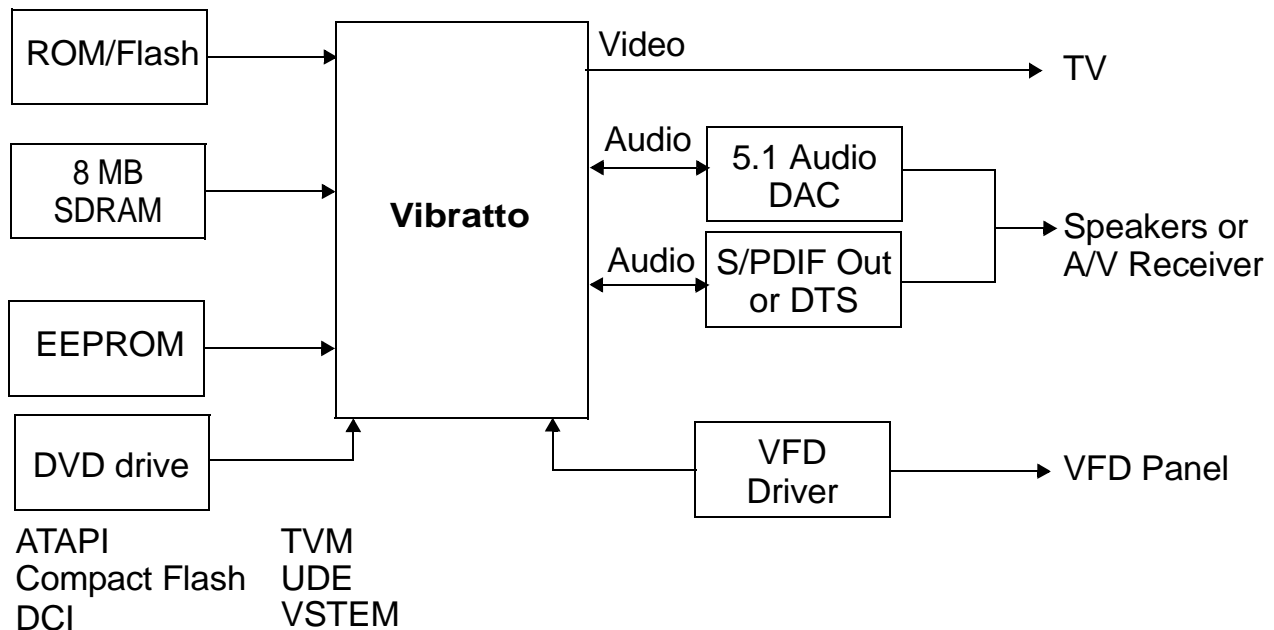 ROM/Flash
8 MB
SDRAM
EEPROM
DVD drive
ATAPI
Compact Flash
DCI
TVM
UDE
VSTEM
Vibratto
Video
TV
Audio
5.1 Audio
DAC
Audio
S/PDIF Out
or DTS
Speakers or
A/V Receiver
VFD
Driver
VFD Panel